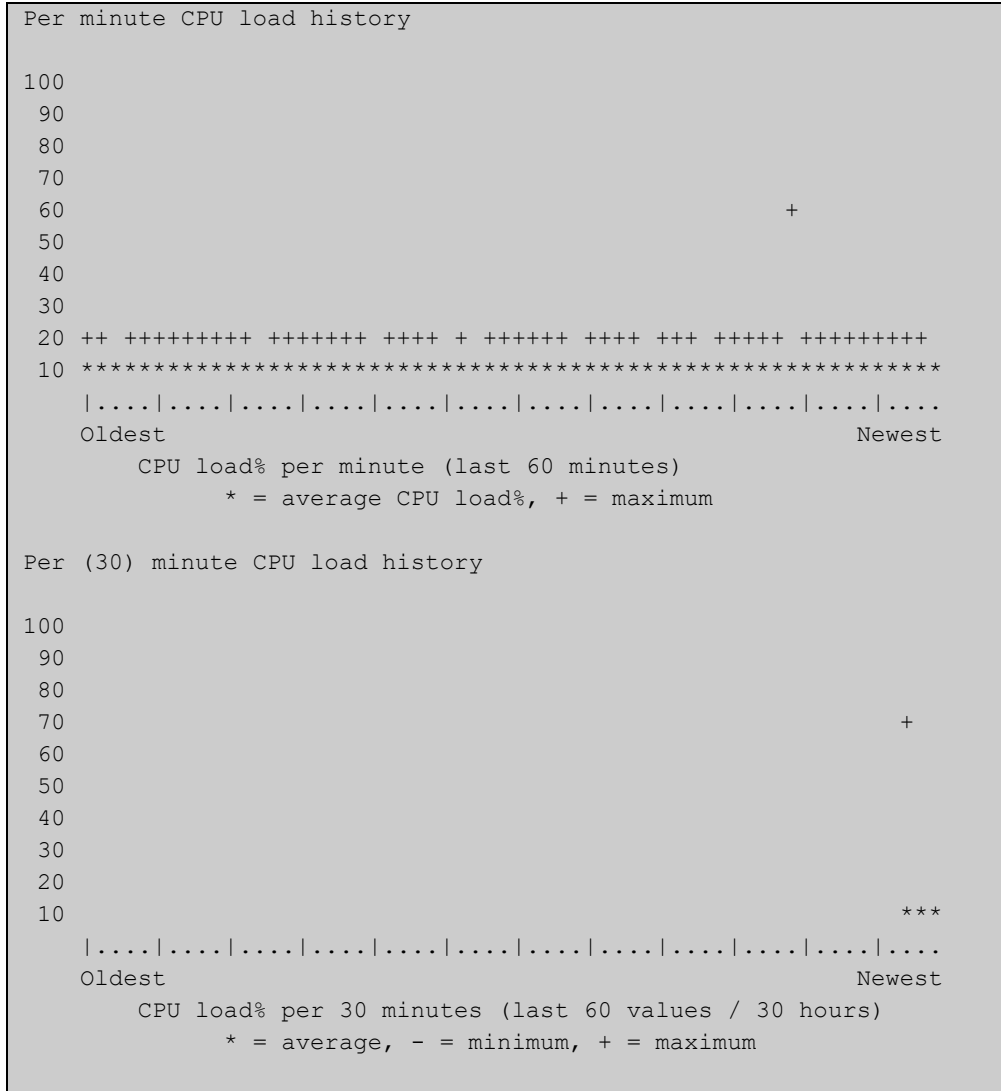 Per minute CPU load history
100
 90
 80
 70
 60                                                  +
 50
 40
 30
 20 ++ +++++++++ +++++++ ++++ + ++++++ ++++ +++ +++++ +++++++++
 10 ************************************************************
    |....|....|....|....|....|....|....|....|....|....|....|....
    Oldest                                                Newest
        CPU load% per minute (last 60 minutes)
              * = average CPU load%, + = maximum
Per (30) minute CPU load history
100
 90
 80
 70                                                          +
 60
 50
 40
 30
 20
 10                                                          ***
    |....|....|....|....|....|....|....|....|....|....|....|....
    Oldest                                                Newest
        CPU load% per 30 minutes (last 60 values / 30 hours)
              * = average, - = minimum, + = maximum